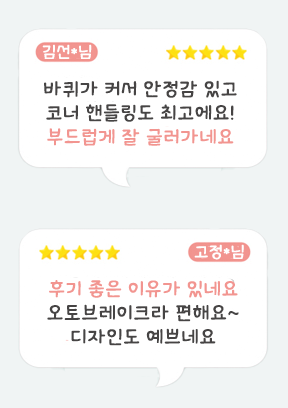 김선*님
바퀴가 커서 안정감 있고
코너 핸들링도 최고에요!
부드럽게 잘 굴러가네요
고정*님
후기 좋은 이유가 있네요
오토브레이크라 편해요~
디자인도 예쁘네요